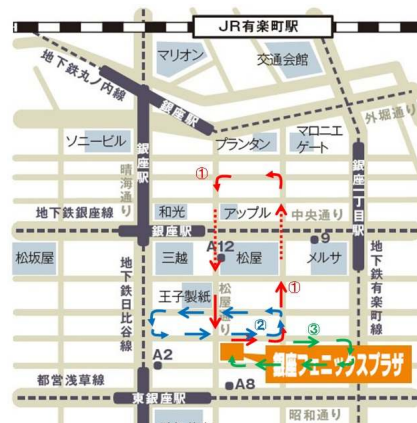 JR有楽町駅
マリオン
交通会館
地下鉄丸ノ内線
銀座駅
外堀通り
ソニービル
プランタン
マロニエ
ゲート
晴海通り
銀座駅
①
銀座一丁目駅
和光
アップル
中央通り
地下鉄銀座線
銀座駅
9
A12
松坂屋
三越
松屋
メルサ
地下鉄日比谷線
松屋通り
地下鉄有楽町線
王子製紙
①
②
③
銀座フェニックスプラザ
A2
都営浅草線
A8
東銀座駅
昭和通り